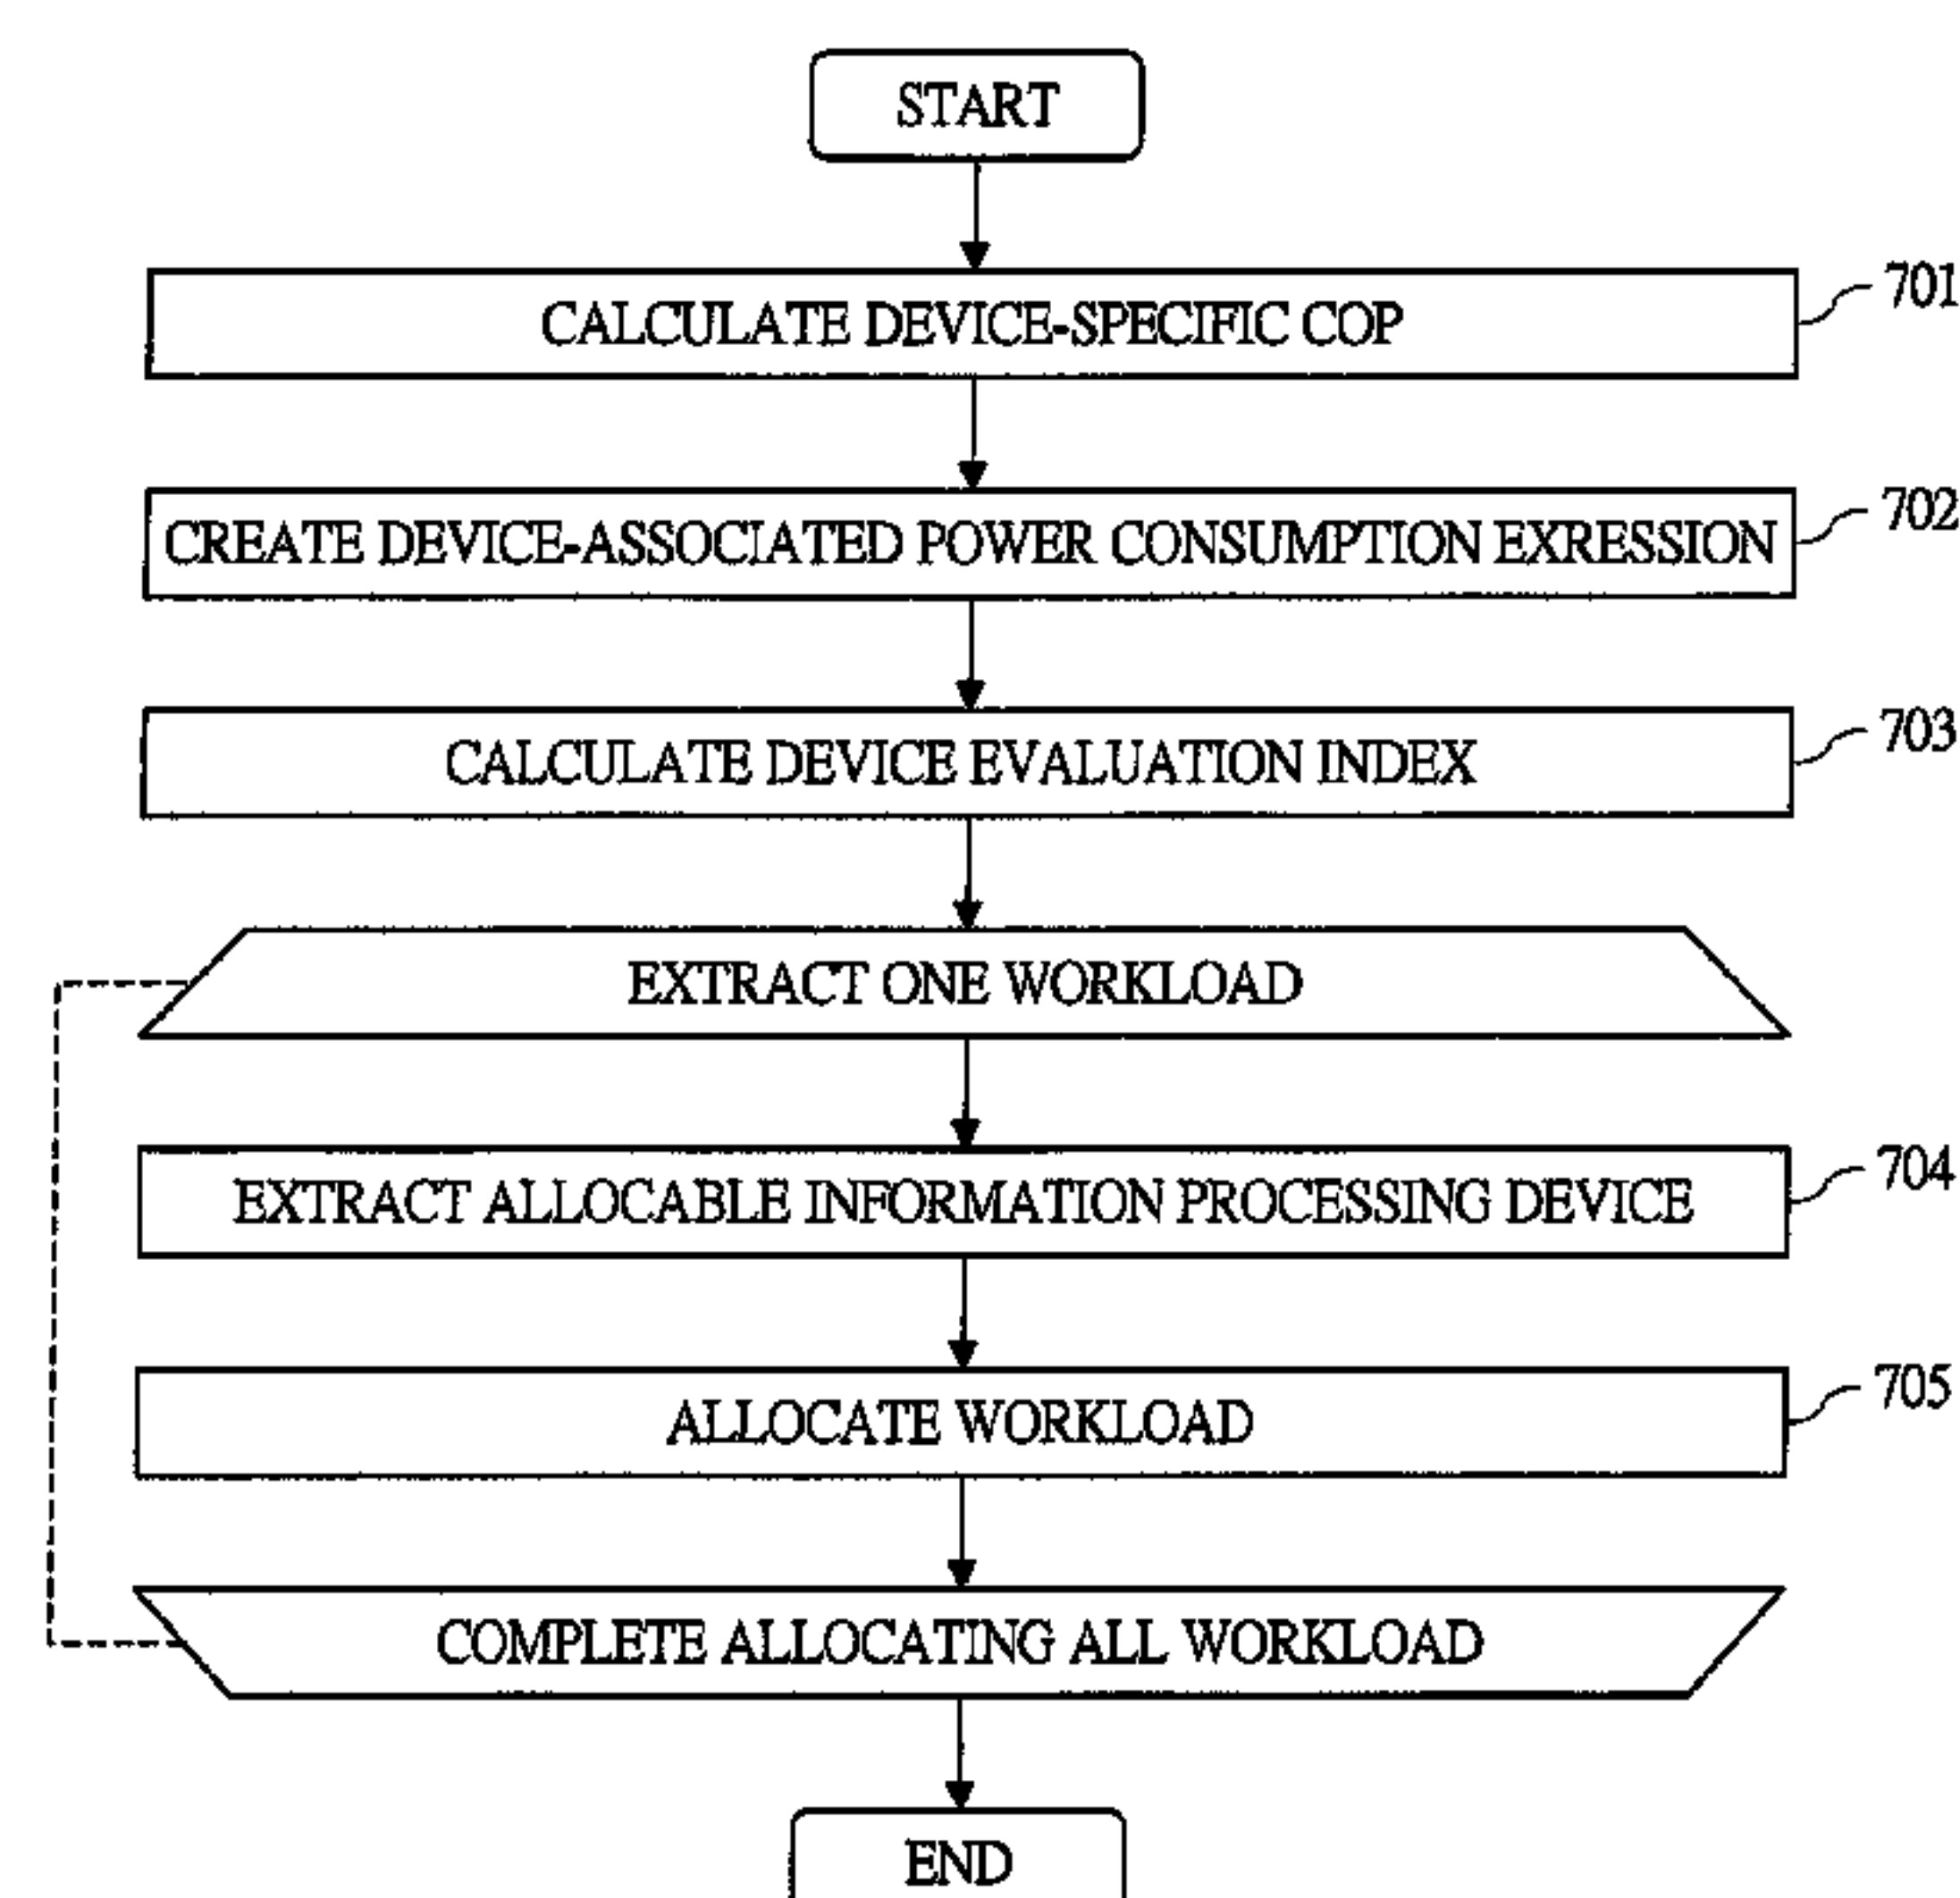 START
CALCULATE DEVICE-SPECIFIC COP
701
CREATE DEVICE-ASSOCIATED POWER CONSUMPTION EXRESSION
702
CALCULATE DEVICE EVALUATION INDEX
703
EXTRACT ONE WORKLOAD
EXTRACT ALLOCABLE INFORMATION PROCESSING DEVICE
704
ALLOCATE WORKLOAD
705
COMPLETE ALLOCATING ALL WORKLOAD
END